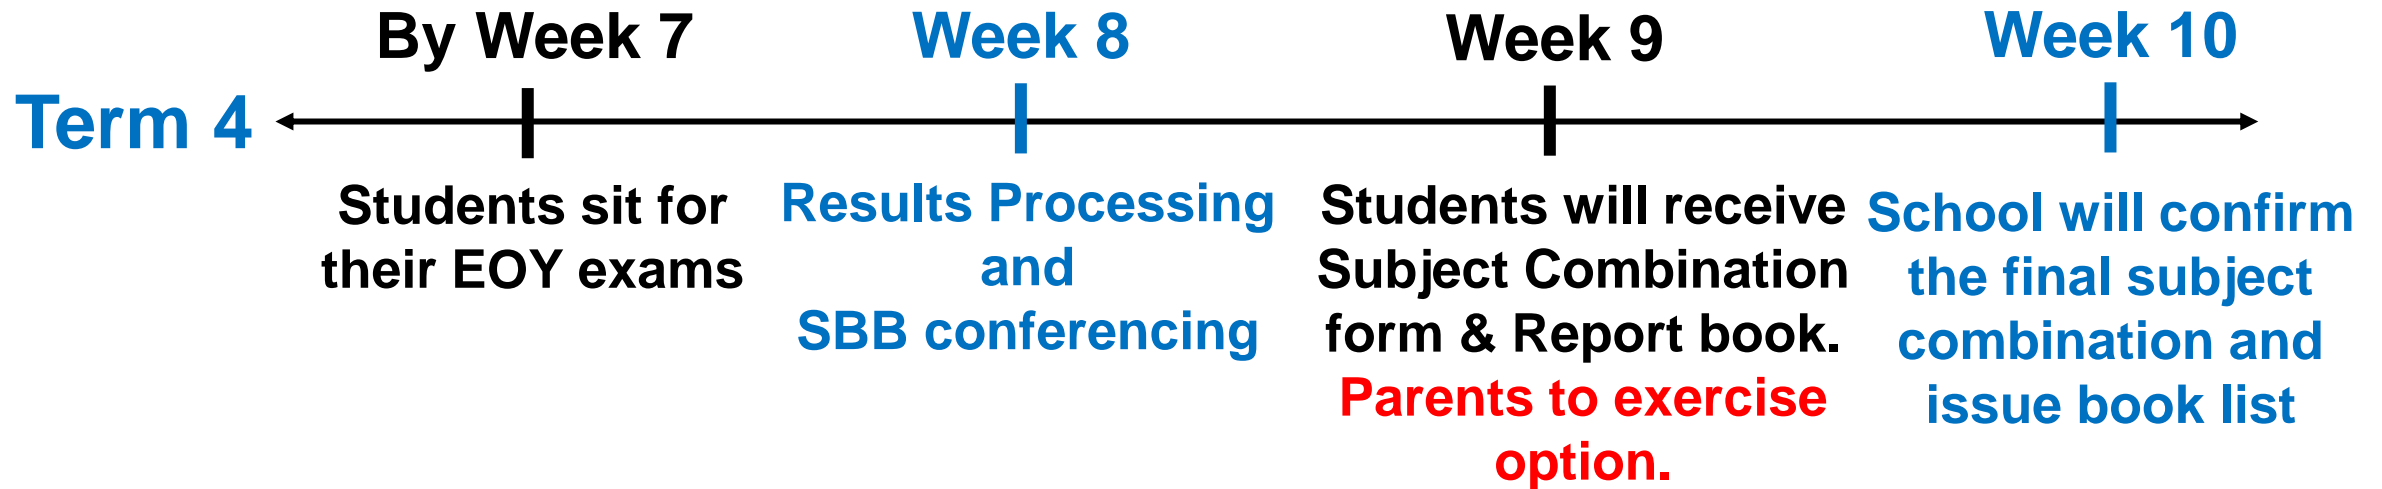 Term 4
By Week 7
Students sit for
their EOY exams
Week 8
Results Processing
and
SBB conferencing
Week 9
Students will receive
Subject Combination
form & Report book.
Parents to exercise
option.
Week 10
School will confirm
the final subject
combination and
issue book list